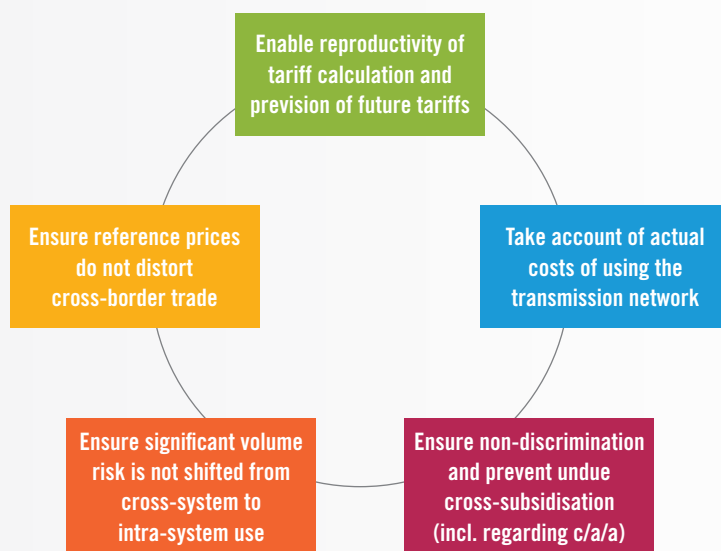 Enable reproductivity of
tariff calculation and
prevision of future tariffs
Ensure reference prices
do not distort
cross-border trade
Take account of actual
costs of using the
transmission network
Ensure significant volume
risk is not shifted from
cross-system to
intra-system use
Ensure non-discrimination
and prevent undue
cross-subsidisation
(incl. regarding c/a/a)